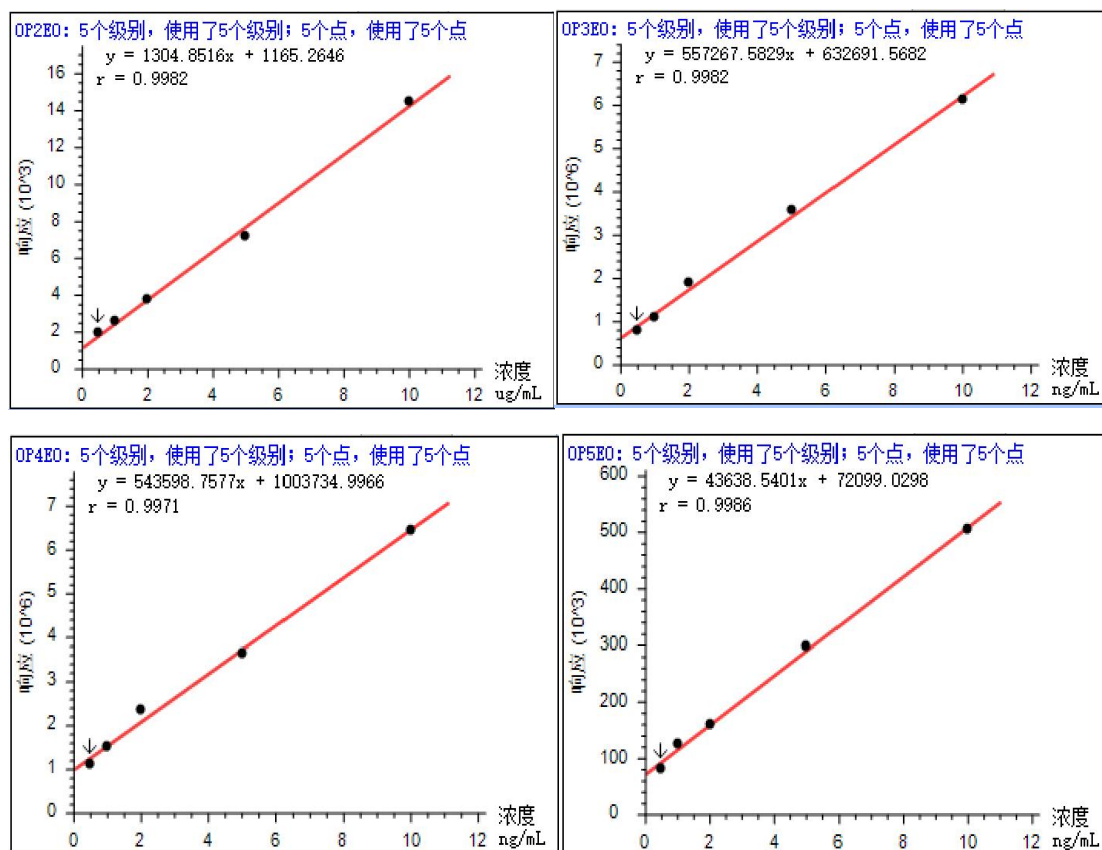 OP2EO: 5个级别, 使用了5个级别; 5个点, 使用了5个点
y = 1304.8516x + 1165.2646
r = 0.9982
响应 (10^3)
16
14
12
10
8
6
4
2
0
0 2 4 6 8 10 12
浓度
ug/mL
OP3EO: 5个级别, 使用了5个级别; 5个点, 使用了5个点
y = 557267.5829x + 632691.5682
r = 0.9982
响应 (10^6)
7
6
5
4
3
2
1
0
0 2 4 6 8 10 12
浓度
ng/mL
OP4EO: 5个级别, 使用了5个级别; 5个点, 使用了5个点
y = 543598.7577x + 1003734.9966
r = 0.9971
响应 (10^6)
7
6
5
4
3
2
1
0
0 2 4 6 8 10 12
浓度
ng/mL
OP5EO: 5个级别, 使用了5个级别; 5个点, 使用了5个点
y = 43638.5401x + 72099.0298
r = 0.9986
响应 (10^3)
600
500
400
300
200
100
0
0 2 4 6 8 10 12
浓度
ng/mL